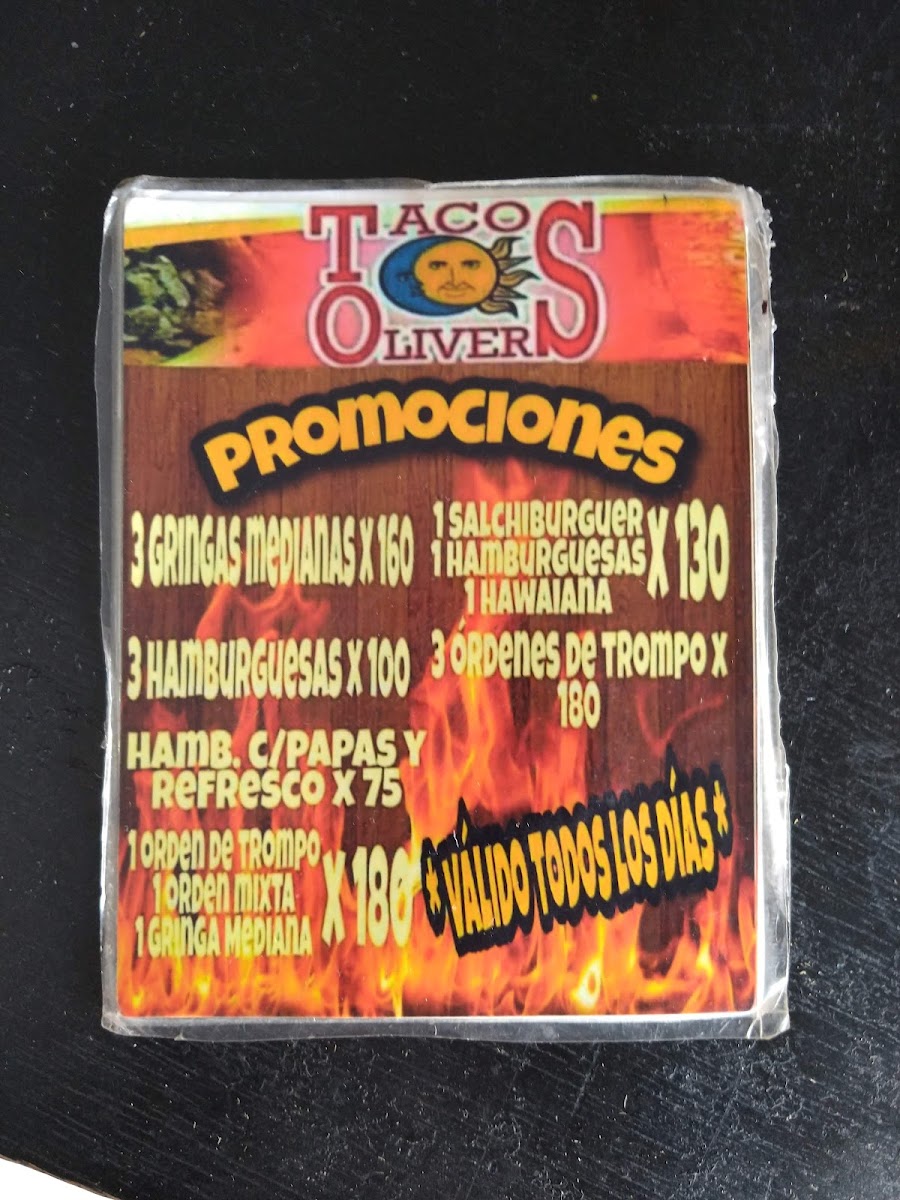 TACOS
TO OLIVER
PROMOCIONES
3 GRINGAS MEDIANAS X 160
3 HAMBURGUESAS X 100
HAMB. C/PAPAS Y
REFRESCO X 75
1 ORDEN DE TROMPO
1 ORDEN MIXTA
1 GRINGA MEDIANA
X 180
1 SALCHIBURGUER
1 HAMBURGUESAS
1 HAWAIANA
X 130
3 ÓRDENES DE TROMPO X
180
* VÁLIDO TODOS LOS DÍAS *